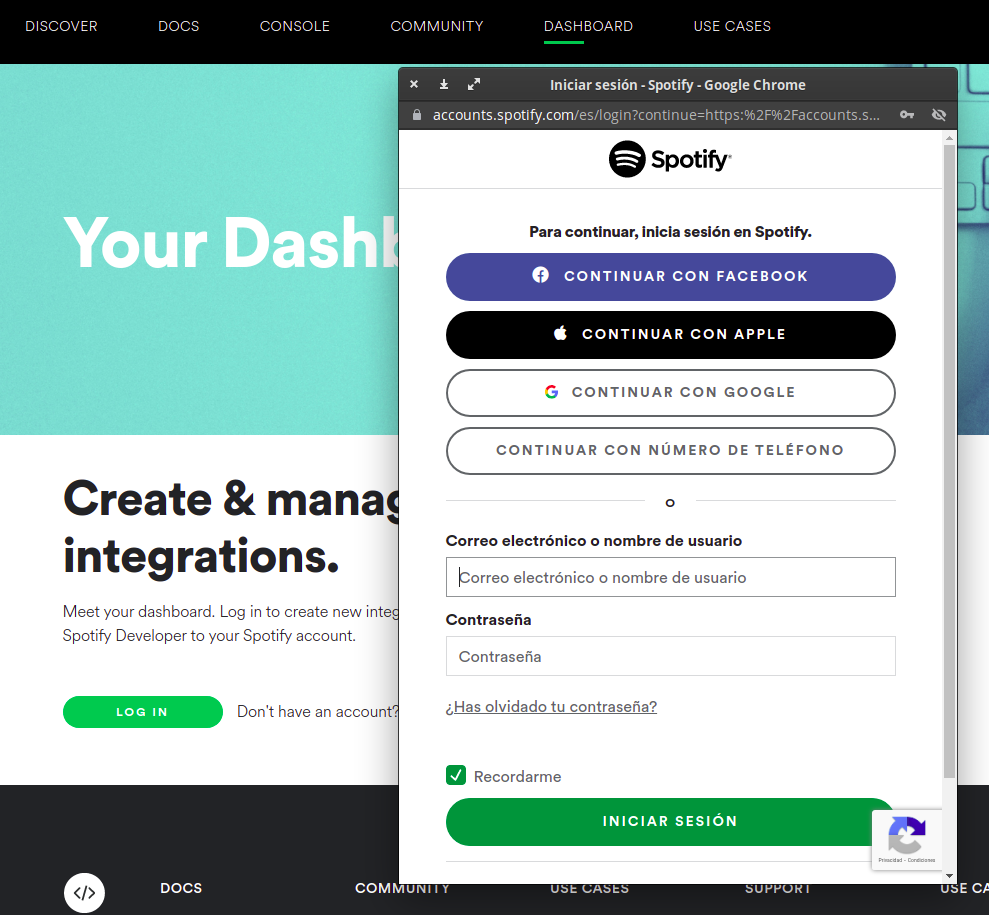 DISCOVER DOCS CONSOLE COMMUNITY DASHBOARD USE CASES
Iniciar sesión - Spotify - Google Chrome
accounts.spotify.com/es/login?continue=https:%2F%2Faccounts.s...
Spotify®
Your Dashb
Para continuar, inicia sesión en Spotify.
CONTINUAR CON FACEBOOK
CONTINUAR CON APPLE
CONTINUAR CON GOOGLE
CONTINUAR CON NÚMERO DE TELÉFONO
O
Correo electrónico o nombre de usuario
Correo electrónico o nombre de usuario
Contraseña
Contraseña
¿Has olvidado tu contraseña?
Recordarme
INICIAR SESIÓN
Privacidad - Condiciones
Create & manag
integrations.
Meet your dashboard. Log in to create new integ
Spotify Developer to your Spotify account.
LOG IN Don't have an account?
</> DOCS COMMUNITY USE CASES SUPPORT USE CA